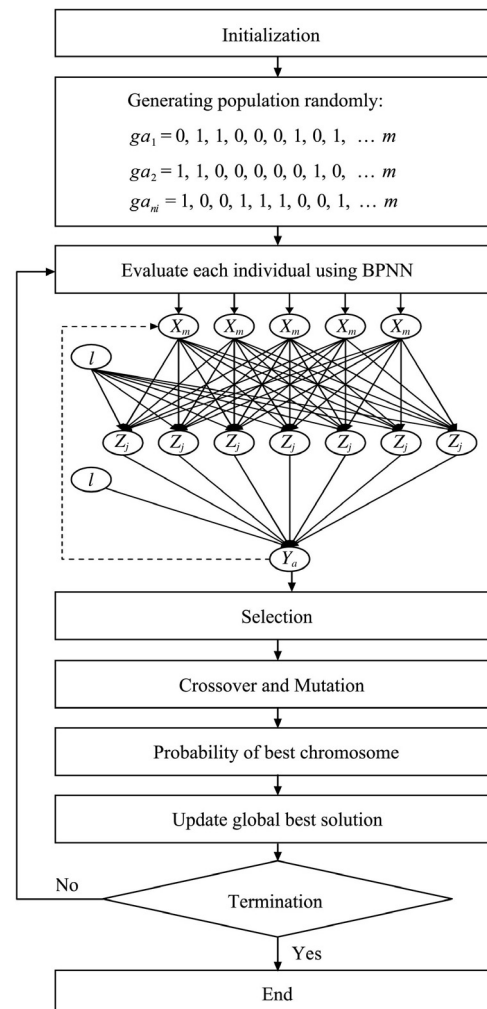 Initialization
Generating population randomly:
ga₁ = 0, 1, 1, 0, 0, 0, 1, 0, 1, … m
ga₂ = 1, 1, 0, 0, 0, 0, 0, 1, 0, … m
gaₙᵢ = 1, 0, 0, 1, 1, 1, 0, 0, 1, … m
Evaluate each individual using BPNN
Xₘ Xₘ Xₘ Xₘ Xₘ
l
Zⱼ Zⱼ Zⱼ Zⱼ Zⱼ Zⱼ Zⱼ
l
Yₐ
Selection
Crossover and Mutation
Probability of best chromosome
Update global best solution
No
Termination
Yes
End